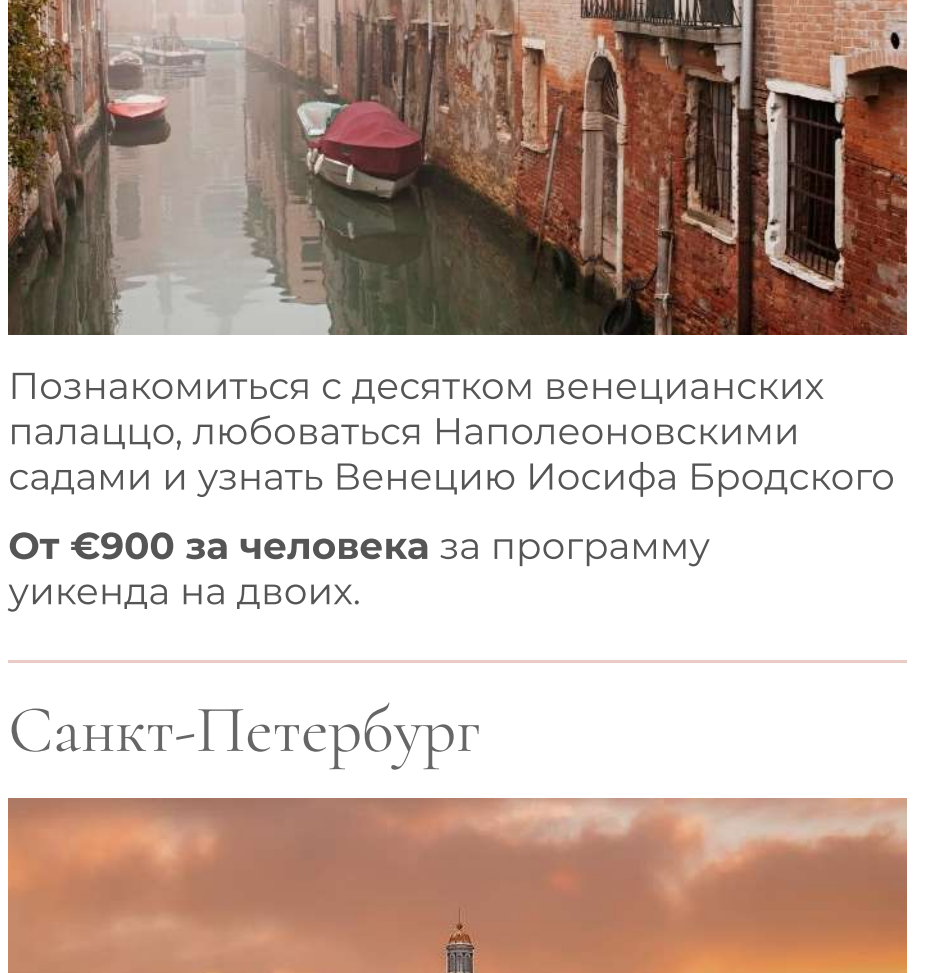 Познакомиться с десятком венецианских
палаццо, любоваться Наполеоновскими
садами и узнать Венецию Иосифа Бродского
От €900 за человека за программу
уикенда на двоих.
Санкт-Петербург